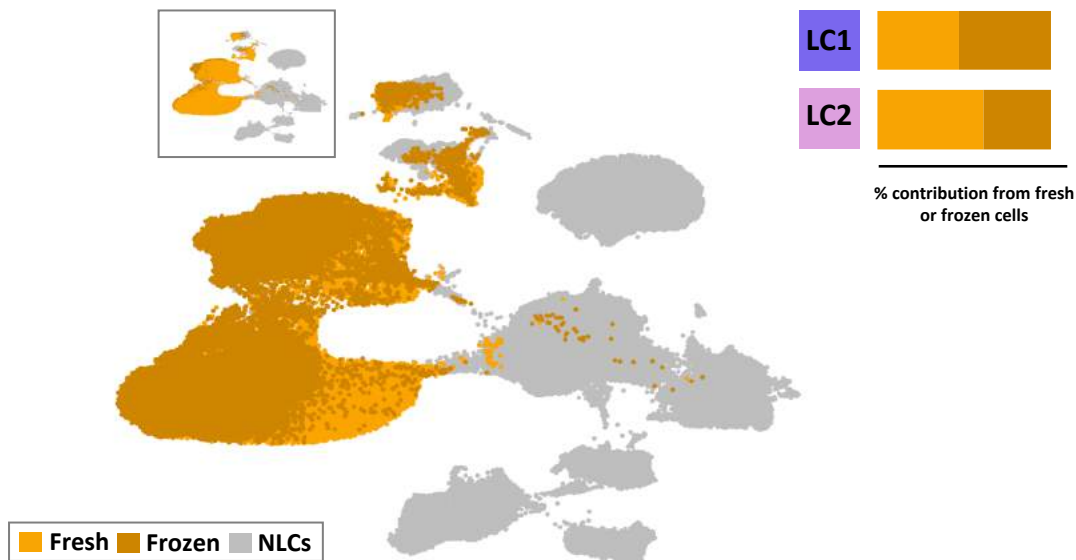 LC1
LC2
% contribution from fresh
or frozen cells
Fresh Frozen NLCs